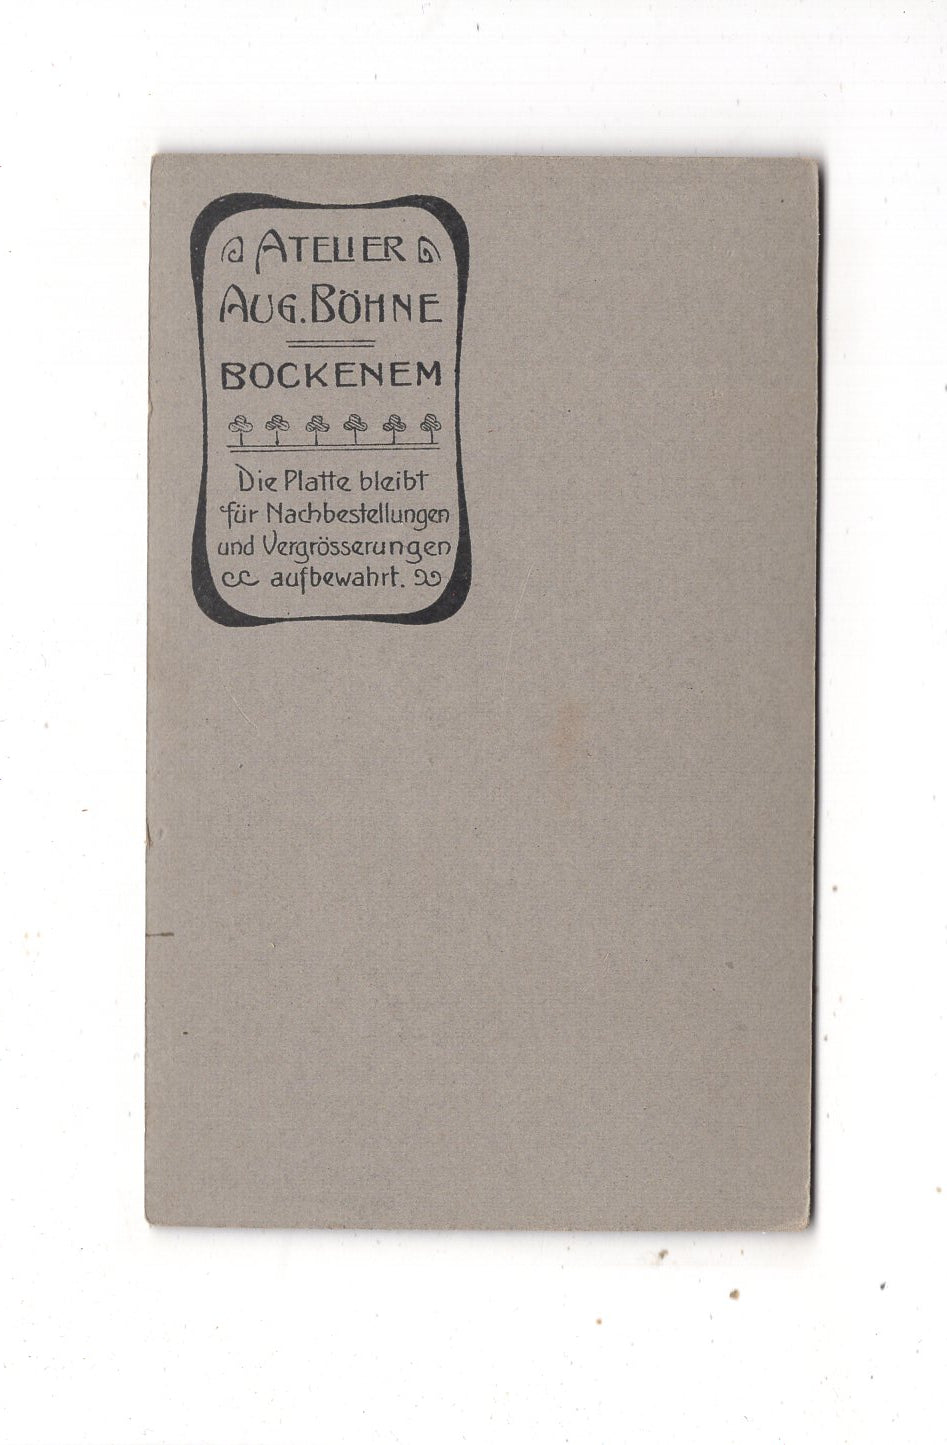 ATELIER
AUG. BÖHNE
BOCKENEM
Die Platte bleibt
für Nachbestellungen
und Vergrösserungen
aufbewahrt.